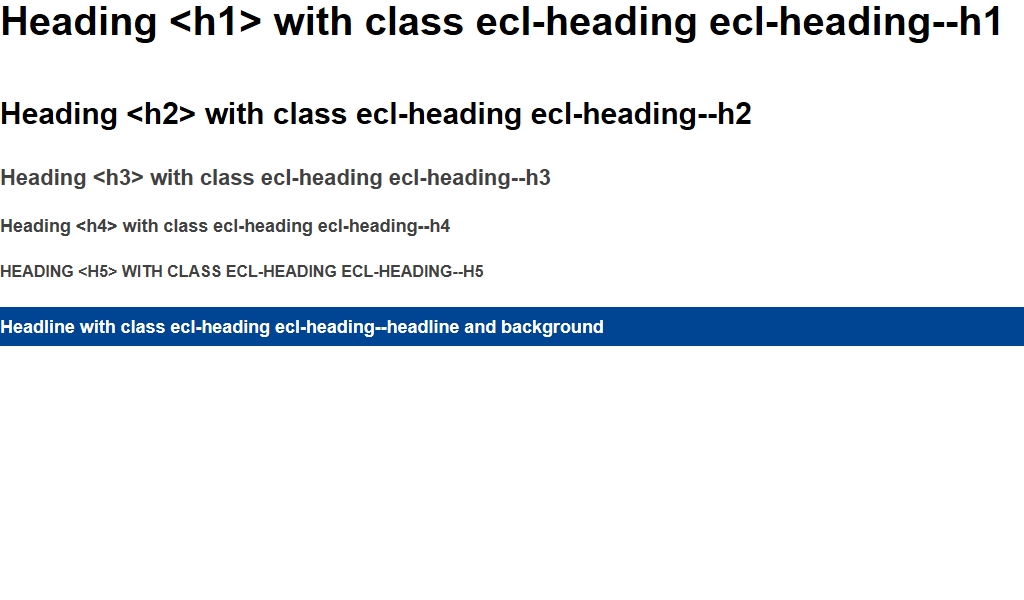 Heading <h1> with class ecl-heading ecl-heading--h1
Heading <h2> with class ecl-heading ecl-heading--h2
Heading <h3> with class ecl-heading ecl-heading--h3
Heading <h4> with class ecl-heading ecl-heading--h4
HEADING <H5> WITH CLASS ECL-HEADING ECL-HEADING--H5
Headline with class ecl-heading ecl-heading--headline and background